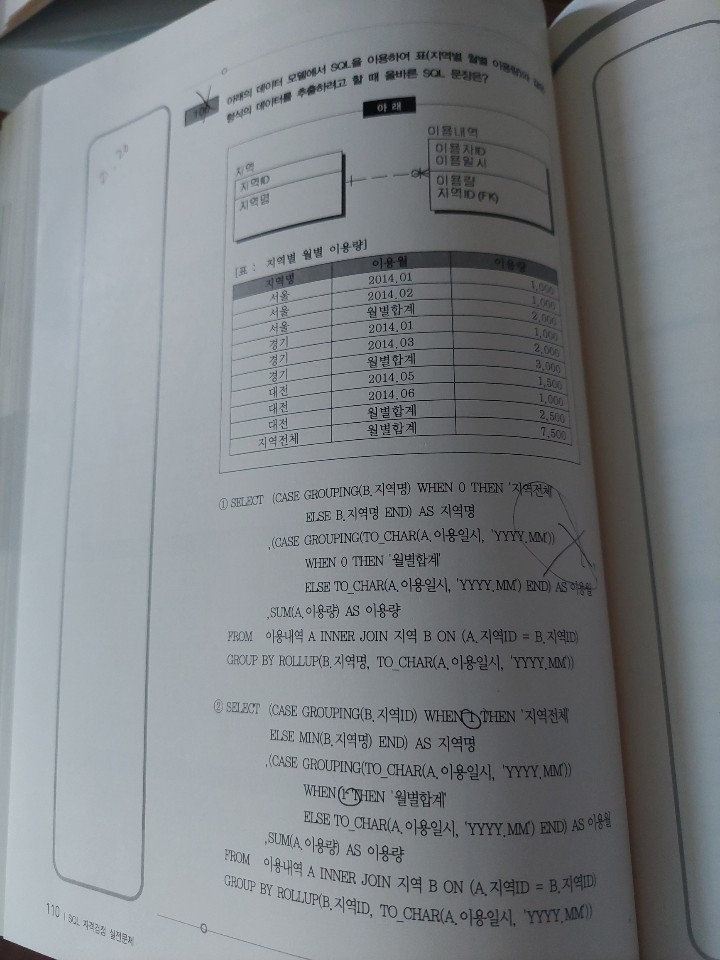 100 아래의 데이터 모델에서 SQL을 이용하여 표(지역별 월별 이용량)와 같은
형식의 데이터를 추출하려고 할 때 올바른 SQL 문장은?
아 래
지역
지역ID
지역명
이용내역
이용자ID
이용일시
이용량
지역ID (FK)
[표 : 지역별 월별 이용량]
지역명 이용월 이용량
서울 2014.01 1,000
서울 2014.02 1,000
서울 월별합계 2,000
경기 2014.01 1,000
경기 2014.03 2,000
경기 월별합계 3,000
대전 2014.05 1,500
대전 2014.06 1,000
대전 월별합계 2,500
지역전체 월별합계 7,500
① SELECT (CASE GROUPING(B.지역명) WHEN 0 THEN '지역전체'
ELSE B.지역명 END) AS 지역명
,(CASE GROUPING(TO_CHAR(A.이용일시, 'YYYY.MM'))
WHEN 0 THEN '월별합계'
ELSE TO_CHAR(A.이용일시, 'YYYY.MM') END) AS 이용월
,SUM(A.이용량) AS 이용량
FROM 이용내역 A INNER JOIN 지역 B ON (A.지역ID = B.지역ID)
GROUP BY ROLLUP(B.지역명, TO_CHAR(A.이용일시, 'YYYY.MM'))
② SELECT (CASE GROUPING(B.지역ID) WHEN 1 THEN '지역전체'
ELSE MIN(B.지역명) END) AS 지역명
,(CASE GROUPING(TO_CHAR(A.이용일시, 'YYYY.MM'))
WHEN 1 THEN '월별합계'
ELSE TO_CHAR(A.이용일시, 'YYYY.MM') END) AS 이용월
,SUM(A.이용량) AS 이용량
FROM 이용내역 A INNER JOIN 지역 B ON (A.지역ID = B.지역ID)
GROUP BY ROLLUP(B.지역ID, TO_CHAR(A.이용일시, 'YYYY.MM'))
110 | SQL 자격검정 실전문제